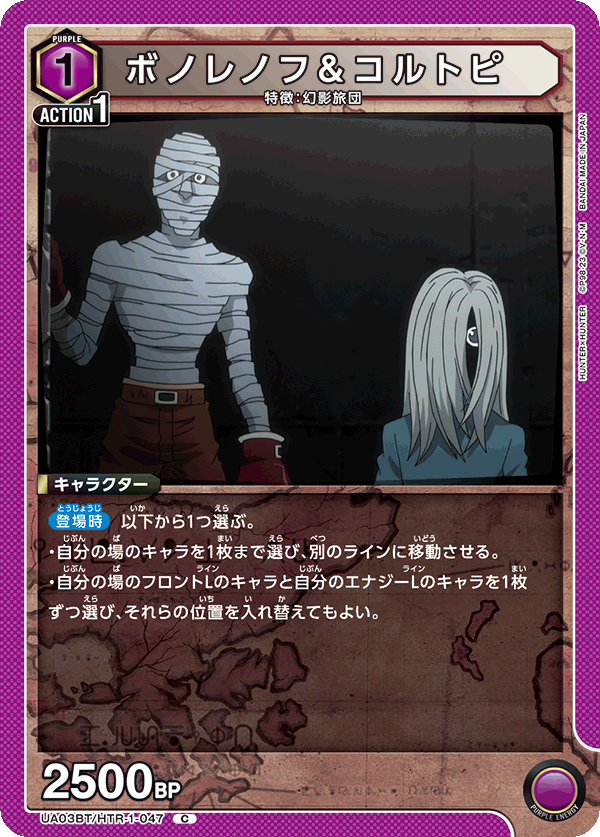 PURPLE
1
ボノレノフ&コルトピ
特徴:幻影旅団
ACTION 1
HUNTER×HUNTER ©P98-23 ©V・N・M BANDAI MADE IN JAPAN
キャラクター
登場時 以下から1つ選ぶ。
・自分の場のキャラを1枚まで選び、別のラインに移動させる。
・自分の場のフロントLのキャラと自分のエナジーLのキャラを1枚
ずつ選び、それらの位置を入れ替えてもよい。
2500BP
UA03BT/HTR-1-047 C
PURPLE ENERGY